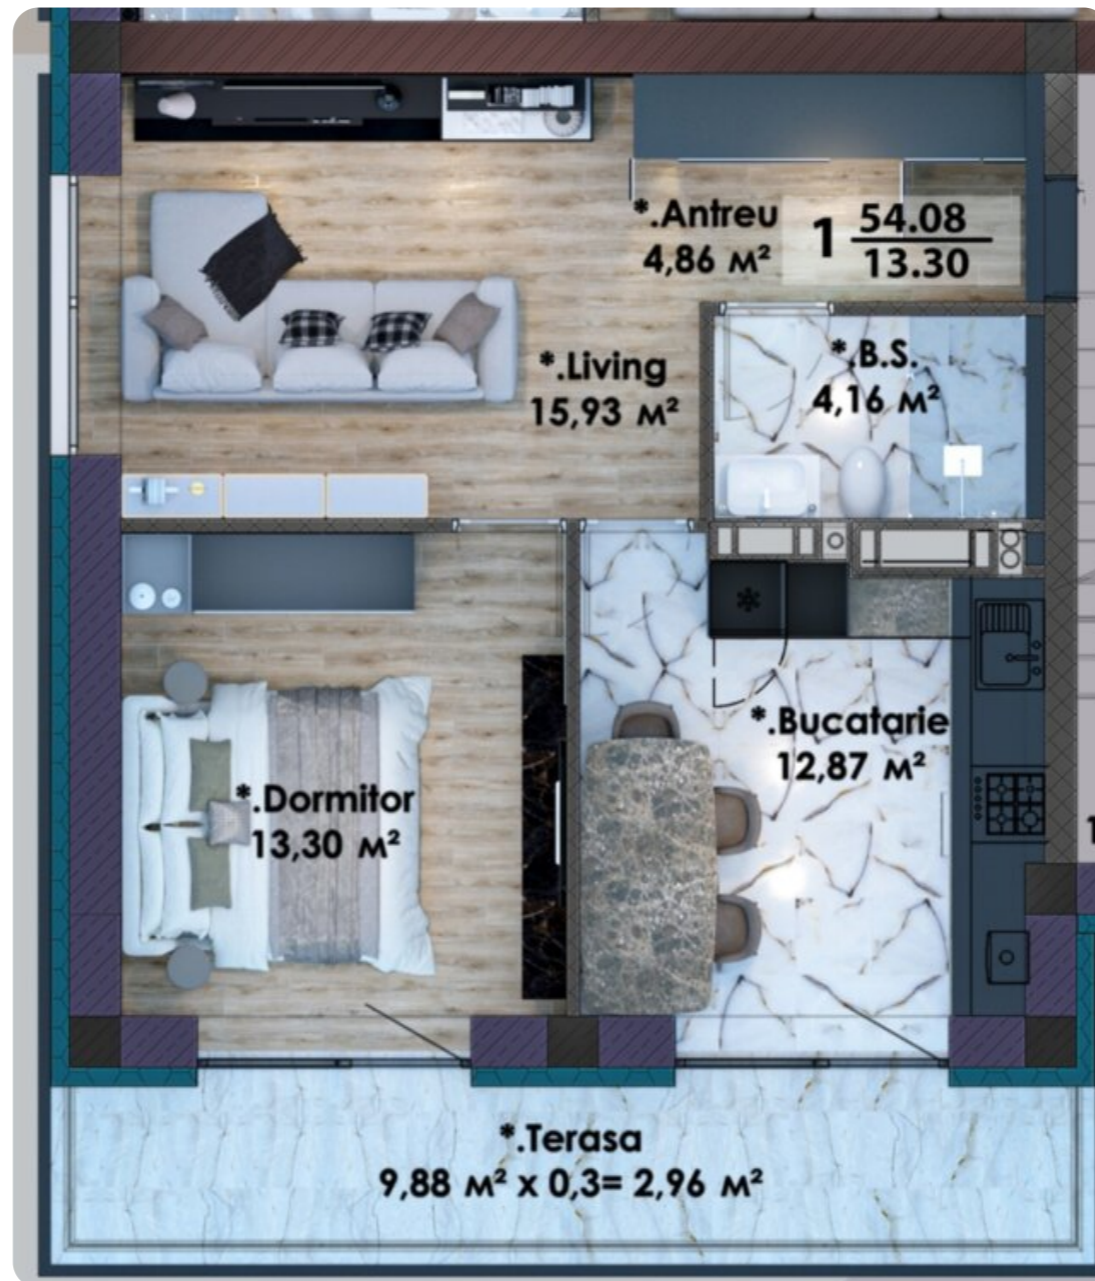 *.Antreu
4,86 м²
1 54.08
13.30
*.Living
15,93 м²
*.B.S.
4,16 м²
*.Bucatarie
12,87 м²
*.Dormitor
13,30 м²
1
*.Terasa
9,88 м² x 0,3= 2,96 м²